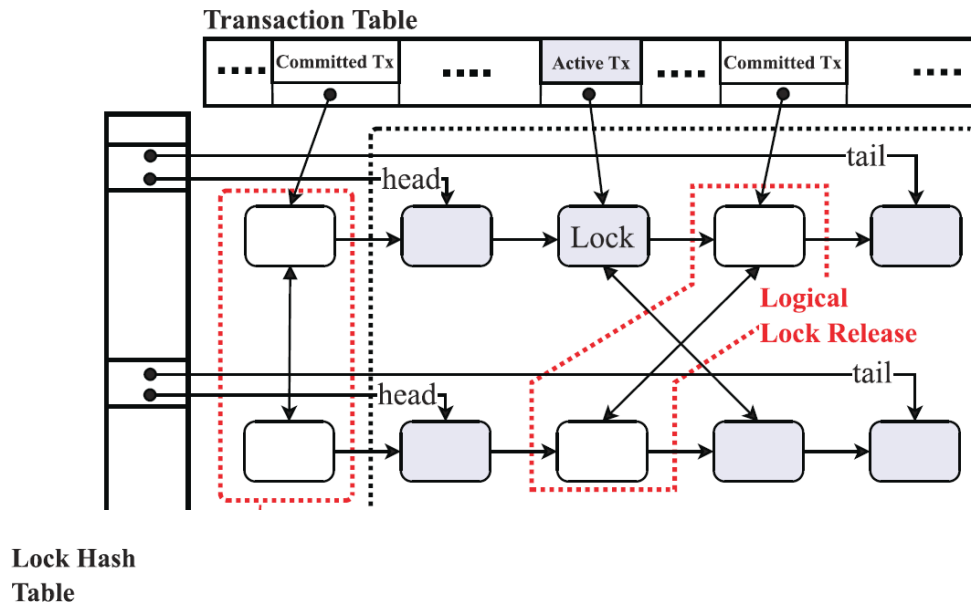 Transaction Table
.... Committed Tx .... Active Tx .... Committed Tx ....
tail
head
Lock
Logical
Lock Release
tail
head
Lock Hash
Table